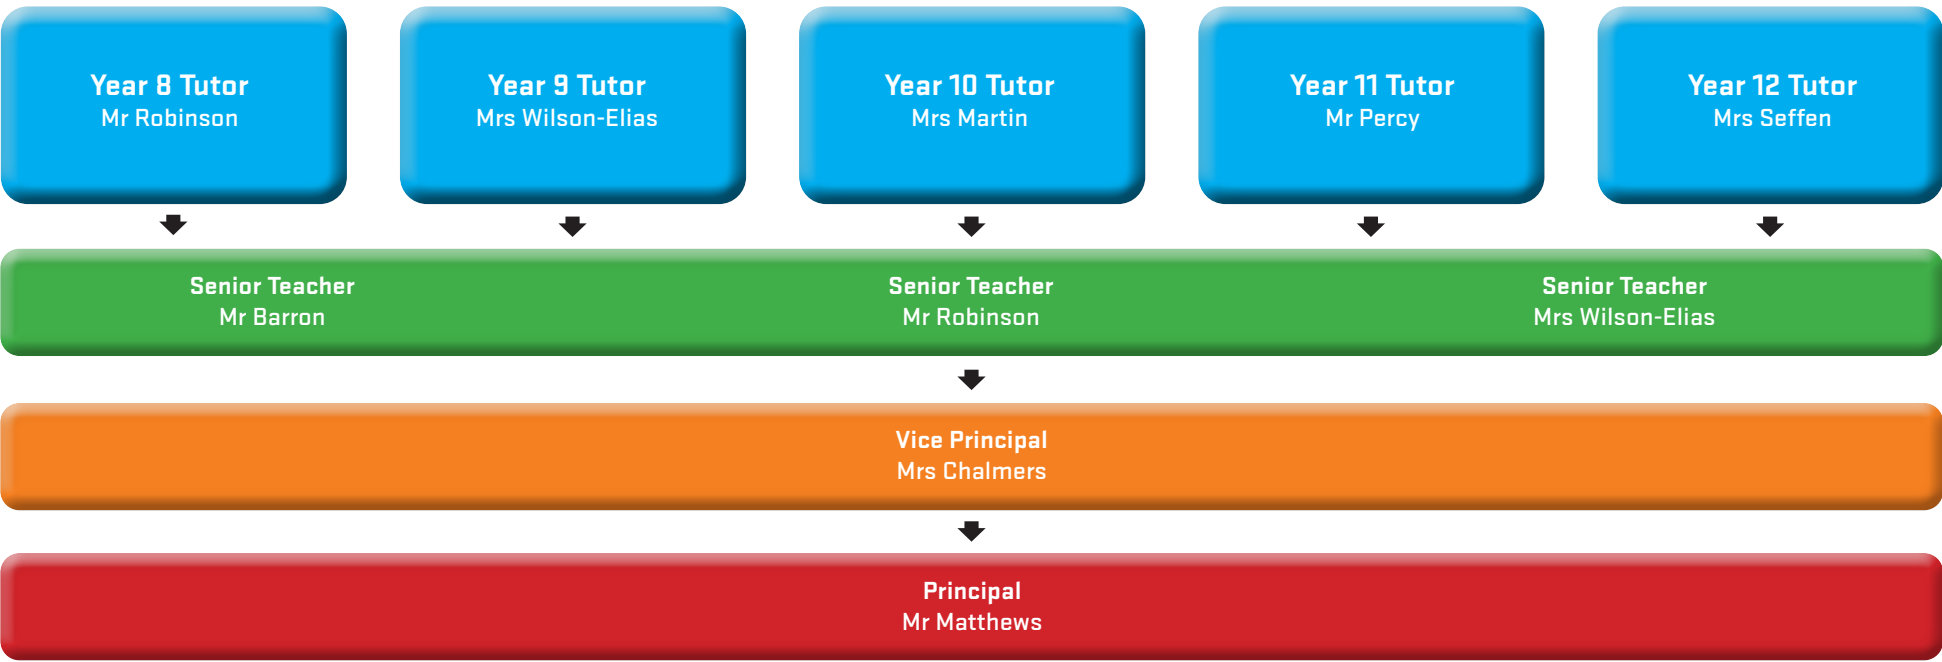 Year 8 Tutor
Mr Robinson
Year 9 Tutor
Mrs Wilson-Elias
Year 10 Tutor
Mrs Martin
Year 11 Tutor
Mr Percy
Year 12 Tutor
Mrs Seffen
Senior Teacher
Mr Barron
Senior Teacher
Mr Robinson
Senior Teacher
Mrs Wilson-Elias
Vice Principal
Mrs Chalmers
Principal
Mr Matthews